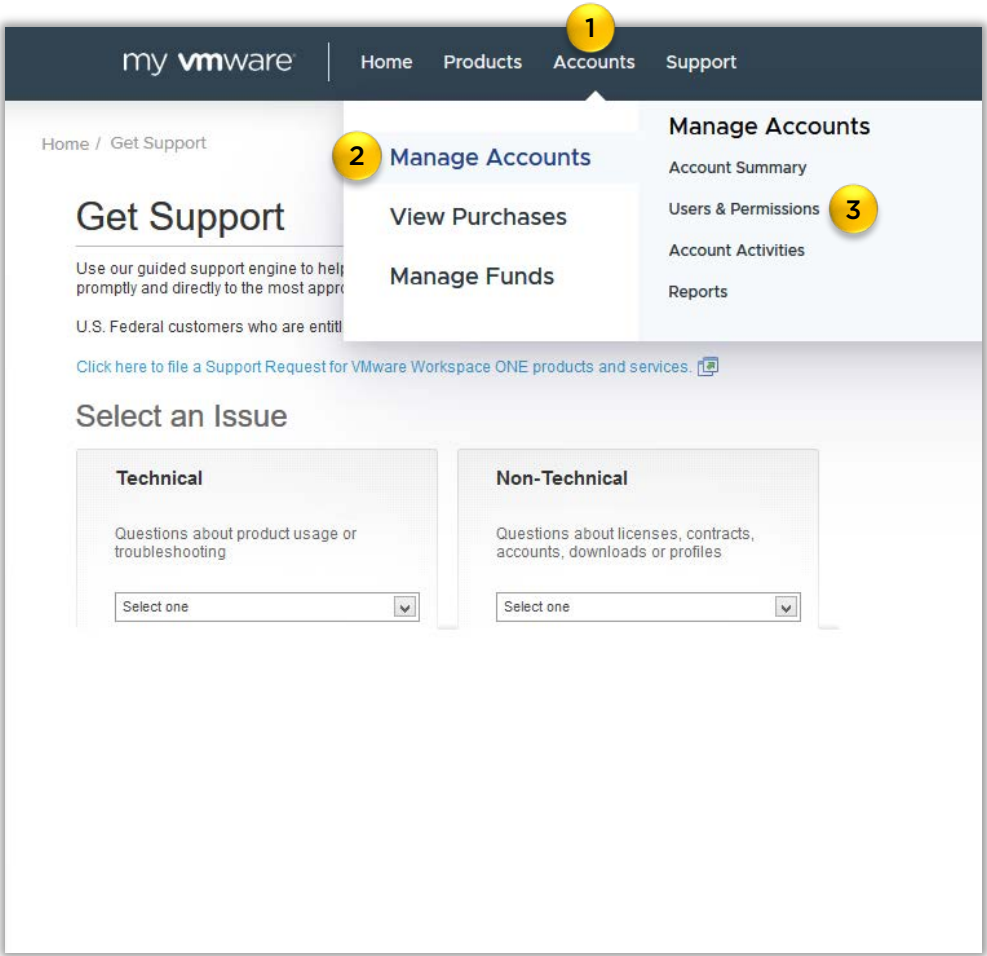 1
my vmware
Home Products Accounts Support
Home / Get Support
2 Manage Accounts
View Purchases
Manage Funds
Manage Accounts
Account Summary
Users & Permissions 3
Account Activities
Reports
Get Support
Use our guided support engine to help
promptly and directly to the most appr
U.S. Federal customers who are entitl
Click here to file a Support Request for VMware Workspace ONE products and services.
Select an Issue
Technical
Questions about product usage or
troubleshooting
Select one
Non-Technical
Questions about licenses, contracts,
accounts, downloads or profiles
Select one